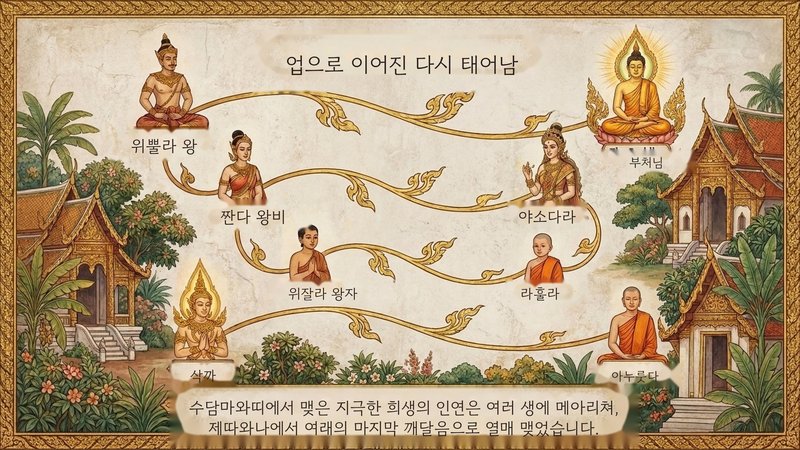 업으로 이어진 다시 태어남
위뿔라 왕
부처님
짠다 왕비
야소다라
위잘라 왕자
라훌라
삭까
아누룻다
수담마와띠에서 맺은 지극한 희생의 인연은 여러 생에 메아리쳐,
제따와나에서 여래의 마지막 깨달음으로 열매 맺었습니다.